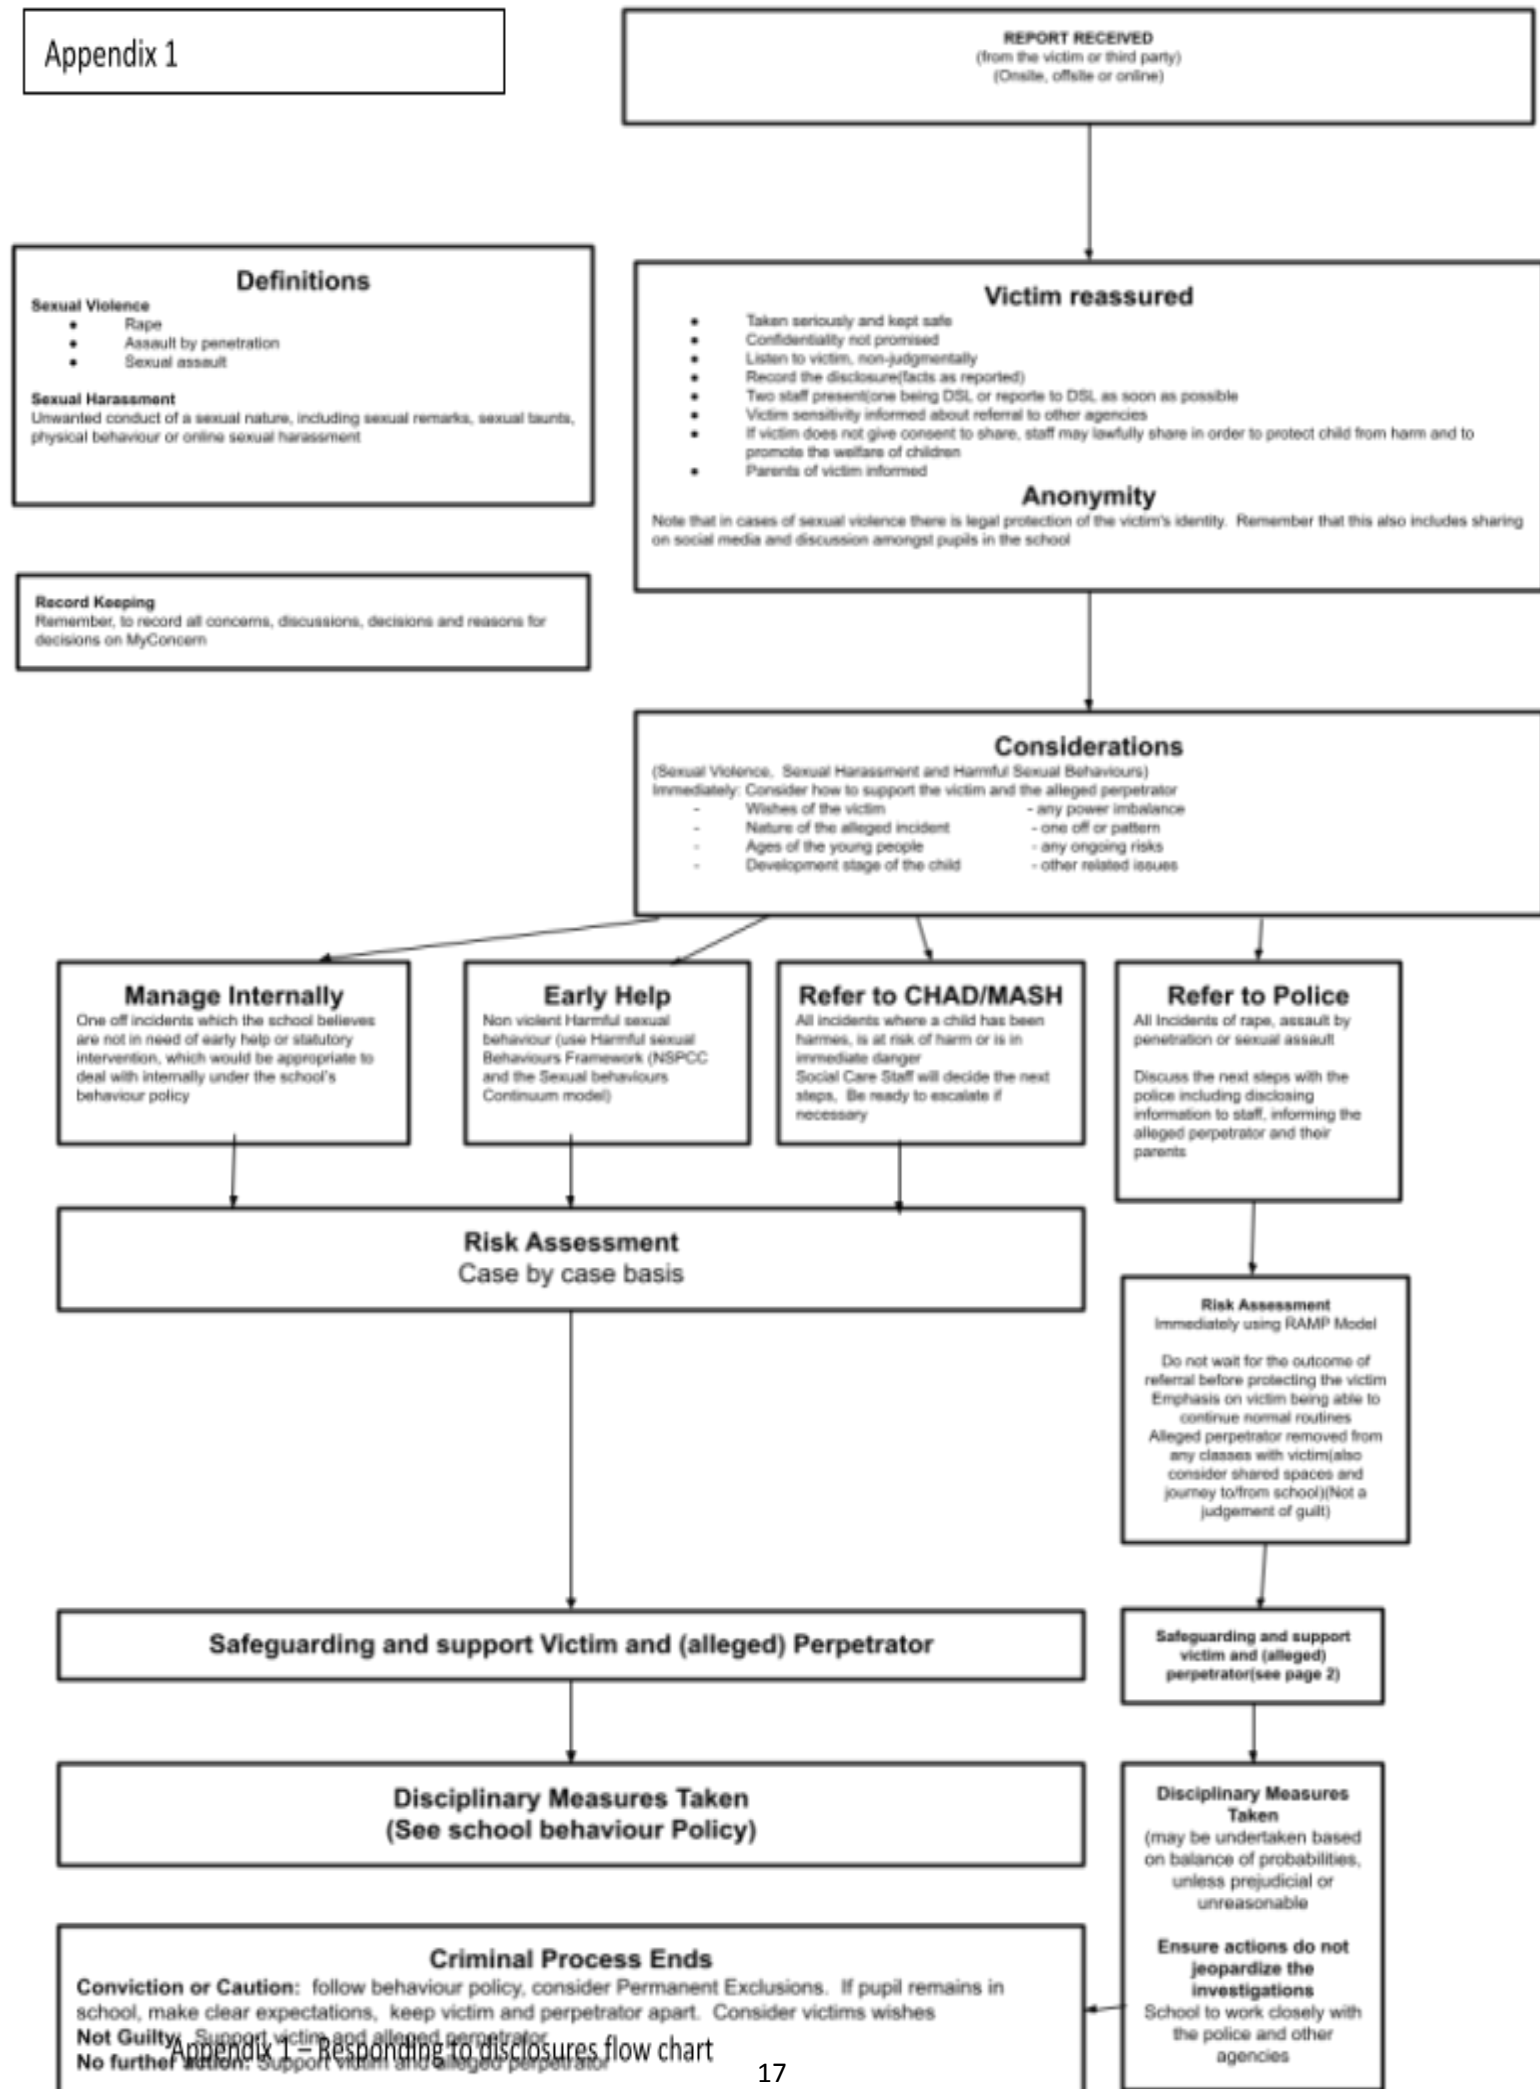 Appendix 1
REPORT RECEIVED
(from the victim or third party)
(Onsite, offsite or online)
Definitions
Sexual Violence
● Rape
● Assault by penetration
● Sexual assault
Sexual Harassment
Unwanted conduct of a sexual nature, including sexual remarks, sexual taunts,
physical behaviour or online sexual harassment
Victim reassured
● Taken seriously and kept safe
● Confidentiality not promised
● Listen to victim, non-judgmentally
● Record the disclosure(facts as reported)
● Two staff present(one being DSL or reporte to DSL as soon as possible
● Victim sensitivity informed about referral to other agencies
● If victim does not give consent to share, staff may lawfully share in order to protect child from harm and to
promote the welfare of children
● Parents of victim informed
Anonymity
Note that in cases of sexual violence there is legal protection of the victim's identity. Remember that this also includes sharing
on social media and discussion amongst pupils in the school
Record Keeping
Remember, to record all concerns, discussions, decisions and reasons for
decisions on MyConcern
Considerations
(Sexual Violence, Sexual Harassment and Harmful Sexual Behaviours)
Immediately: Consider how to support the victim and the alleged perpetrator
- Wishes of the victim - any power imbalance
- Nature of the alleged incident - one off or pattern
- Ages of the young people - any ongoing risks
- Development stage of the child - other related issues
Manage Internally
One off incidents which the school believes
are not in need of early help or statutory
intervention, which would be appropriate to
deal with internally under the school's
behaviour policy
Early Help
Non violent Harmful sexual
behaviour (use Harmful sexual
Behaviours Framework (NSPCC
and the Sexual behaviours
Continuum model)
Refer to CHAD/MASH
All incidents where a child has been
harmes, is at risk of harm or is in
immediate danger
Social Care Staff will decide the next
steps, Be ready to escalate if
necessary
Refer to Police
All Incidents of rape, assault by
penetration or sexual assault
Discuss the next steps with the
police including disclosing
information to staff, informing the
alleged perpetrator and their
parents
Risk Assessment
Case by case basis
Risk Assessment
Immediately using RAMP Model
Do not wait for the outcome of
referral before protecting the victim
Emphasis on victim being able to
continue normal routines
Alleged perpetrator removed from
any classes with victim(also
consider shared spaces and
journey to/from school)(Not a
judgement of guilt)
Safeguarding and support Victim and (alleged) Perpetrator
Safeguarding and support
victim and (alleged)
perpetrator(see page 2)
Disciplinary Measures Taken
(See school behaviour Policy)
Disciplinary Measures
Taken
(may be undertaken based
on balance of probabilities,
unless prejudicial or
unreasonable
Ensure actions do not
jeopardize the
investigations
School to work closely with
the police and other
agencies
Criminal Process Ends
Conviction or Caution: follow behaviour policy, consider Permanent Exclusions. If pupil remains in
school, make clear expectations, keep victim and perpetrator apart. Consider victims wishes
Not Guilty: Support victim and alleged perpetrator
No further action: Support victim and alleged perpetrator
Appendix 1 – Responding to disclosures flow chart
17